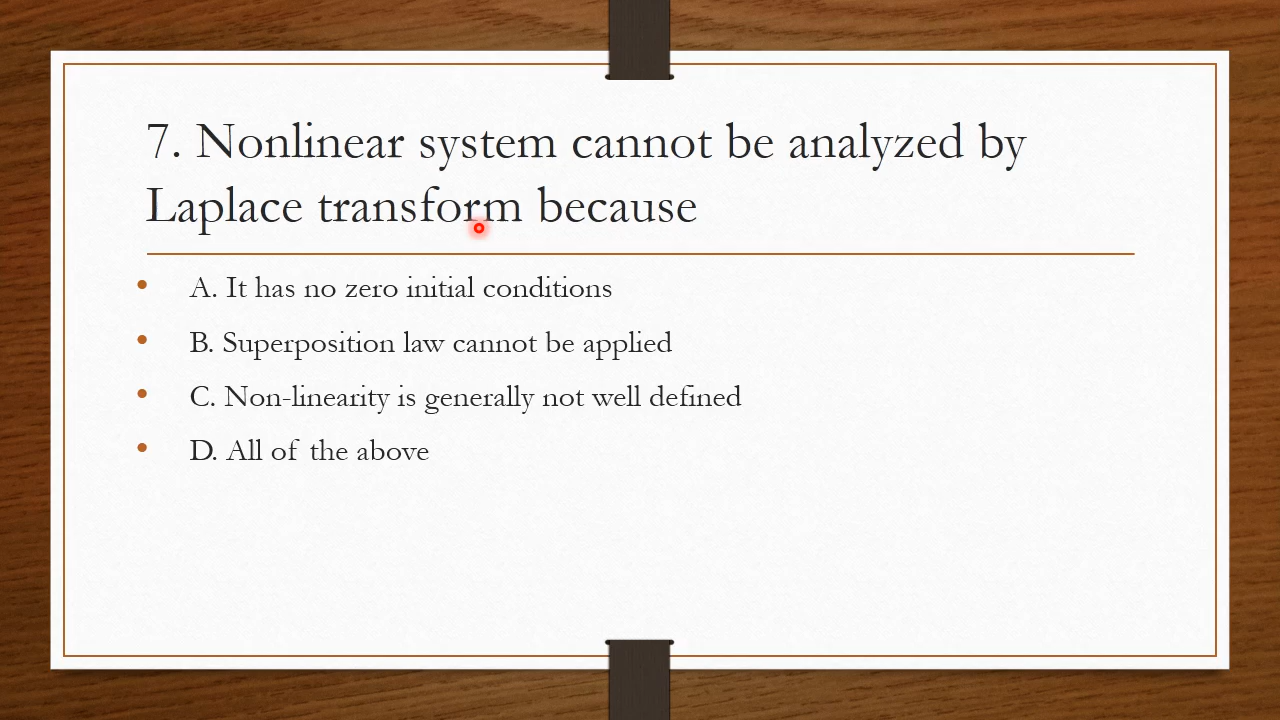 7. Nonlinear system cannot be analyzed by
Laplace transform because
• A. It has no zero initial conditions
• B. Superposition law cannot be applied
• C. Non-linearity is generally not well defined
• D. All of the above